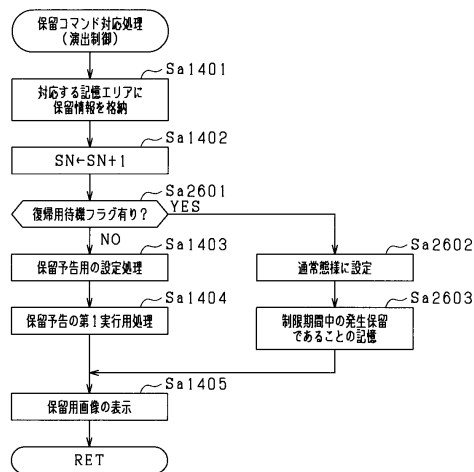 保留コマンド対応処理
(演出制御)
Sa1401
対応する記憶エリアに
保留情報を格納
Sa1402
SN←SN+1
Sa2601
復帰用待機フラグ有り?
YES
NO
Sa1403
保留予告用の設定処理
Sa2602
通常態様に設定
Sa1404
保留予告の第1実行用処理
Sa2603
制限期間中の発生保留
であることの記憶
Sa1405
保留用画像の表示
RET